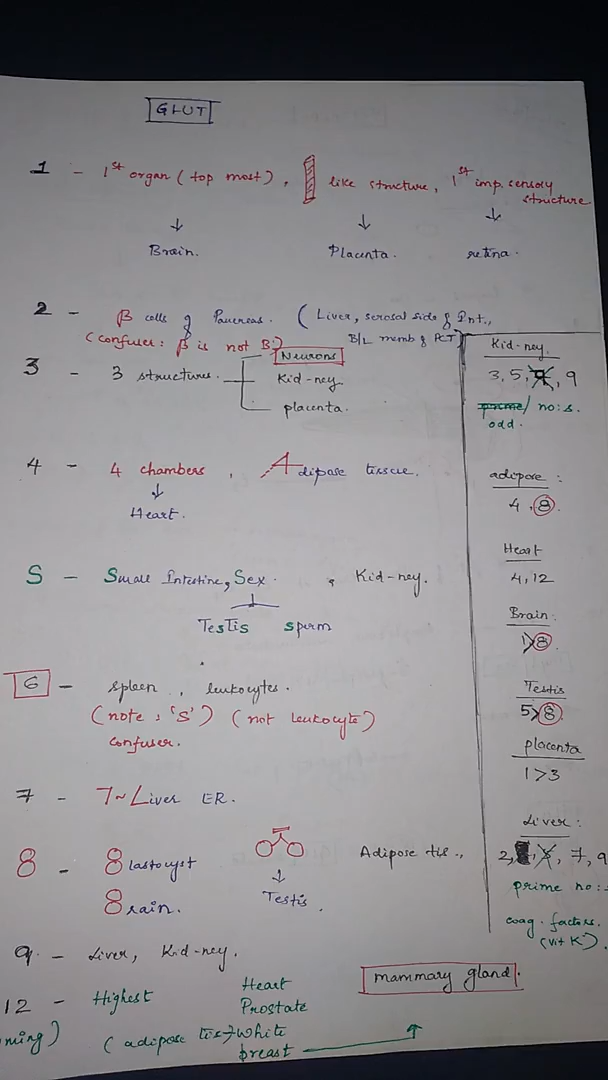 GLUT
1 - 1st organ (top most), like structure, 1st imp. sensory structure
↓ ↓ ↓
Brain. Placenta. retina.
2 - β cells of Pancreas. (Liver, serosal side of Int.,
(confuser: β is not B:) B/L memb of PCT)
3 - 3 structures. Neurons
Kid-ney.
placenta.
4 - 4 chambers, Adipose tissue.
↓
Heart.
5 - Small Intestine, Sex. & Kid-ney.
Testis sperm
6 - spleen, leukocytes.
(note, 's') (not leukocyte)
confuser.
7 - 7~Liver ER.
8 - 8lastocyst Adipose tis.,
8rain. ↓ Testis.
9 - Liver, Kid-ney.
12 - Highest Heart
Prostate
ming) (adipose tis → white
breast → mammary gland.
Kid-ney.
3, 5, 7, 9
prime/ no:s.
odd.
adipose:
4, 8
Heart
4, 12
Brain:
1>8
Testis
5>8
placenta
1>3
Liver:
2, 7, 9
prime no:s
coag. factors.
(vit K)